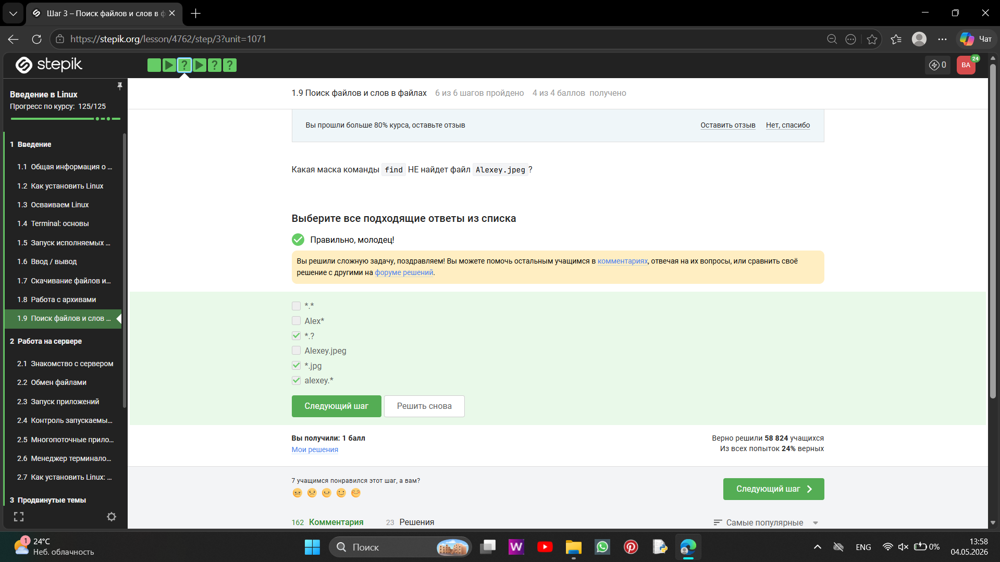 Шаг 3 – Поиск файлов и слов в ф
https://stepik.org/lesson/4762/step/3?unit=1071
Чат
stepik
? ? ?
0
ВА
24
Введение в Linux
Прогресс по курсу: 125/125
1 Введение
1.1 Общая информация о ...
1.2 Как установить Linux
1.3 Осваиваем Linux
1.4 Terminal: основы
1.5 Запуск исполняемых ...
1.6 Ввод / вывод
1.7 Скачивание файлов и...
1.8 Работа с архивами
1.9 Поиск файлов и слов ...
2 Работа на сервере
2.1 Знакомство с сервером
2.2 Обмен файлами
2.3 Запуск приложений
2.4 Контроль запускаемы...
2.5 Многопоточные прило...
2.6 Менеджер терминало...
2.7 Как установить Linux: ...
3 Продвинутые темы
1.9 Поиск файлов и слов в файлах 6 из 6 шагов пройдено 4 из 4 баллов получено
Вы прошли больше 80% курса, оставьте отзыв Оставить отзыв Нет, спасибо
Какая маска команды find НЕ найдет файл Alexey.jpeg ?
Выберите все подходящие ответы из списка
Правильно, молодец!
Вы решили сложную задачу, поздравляем! Вы можете помочь остальным учащимся в комментариях, отвечая на их вопросы, или сравнить своё
решение с другими на форуме решений.
*.*
Alex*
*.?
Alexey.jpeg
*.jpg
alexey.*
Следующий шаг Решить снова
Вы получили: 1 балл
Мои решения
Верно решили 58 824 учащихся
Из всех попыток 24% верных
7 учащимся понравился этот шаг, а вам?
Следующий шаг
162 Комментария 23 Решения
Самые популярные
1
24°C
Неб. облачность
Поиск
W
ENG
0%
13:58
04.05.2026